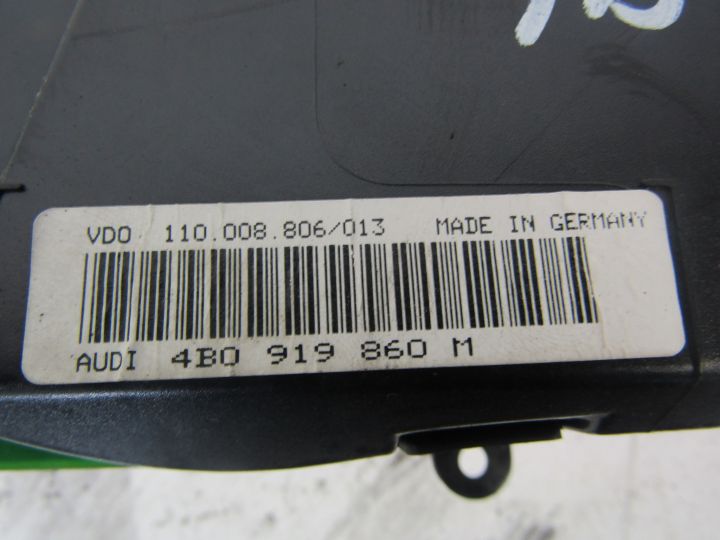 VDO 110.008.806/013 MADE IN GERMANY
AUDI 4B0 919 860 M